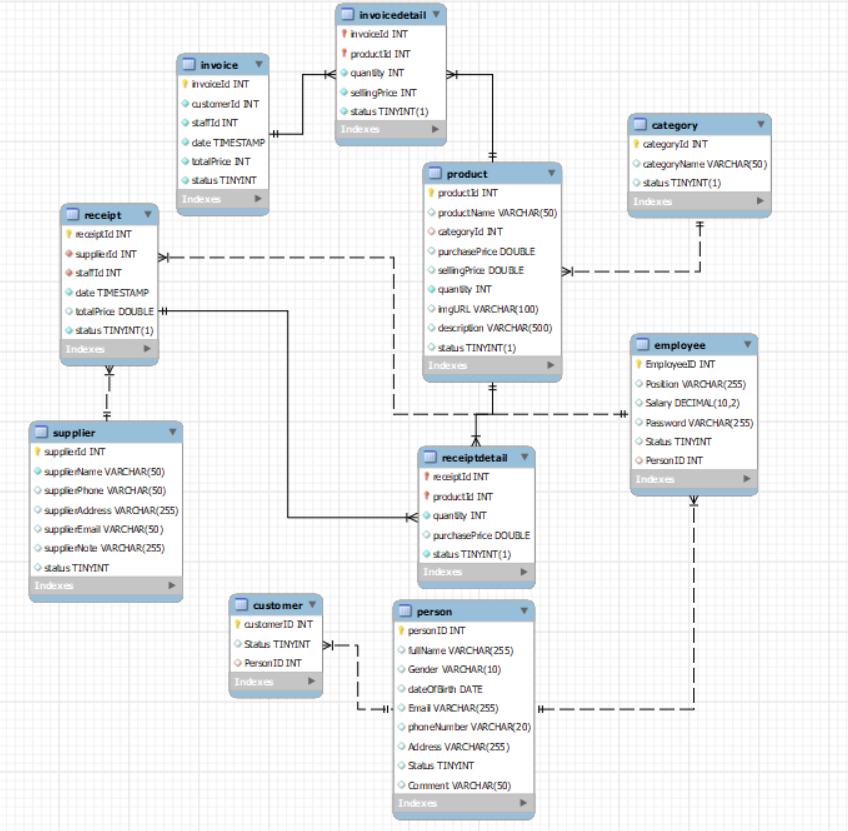 invoicedetail
invoiceId INT
productId INT
quantity INT
sellingPrice INT
status TINYINT(1)
Indexes
invoice
invoiceId INT
customerId INT
staffId INT
date TIMESTAMP
totalPrice INT
status TINYINT
Indexes
category
categoryId INT
categoryName VARCHAR(50)
status TINYINT(1)
Indexes
product
productId INT
productName VARCHAR(50)
categoryId INT
purchasePrice DOUBLE
sellingPrice DOUBLE
quantity INT
imgURL VARCHAR(100)
description VARCHAR(500)
status TINYINT(1)
Indexes
receipt
receiptId INT
supplierId INT
staffId INT
date TIMESTAMP
totalPrice DOUBLE
status TINYINT(1)
Indexes
employee
EmployeeID INT
Position VARCHAR(255)
Salary DECIMAL(10,2)
Password VARCHAR(255)
Status TINYINT
PersonID INT
Indexes
supplier
supplierId INT
supplierName VARCHAR(50)
supplierPhone VARCHAR(50)
supplierAddress VARCHAR(255)
supplierEmail VARCHAR(50)
supplierNote VARCHAR(255)
status TINYINT
Indexes
receiptdetail
receiptId INT
productId INT
quantity INT
purchasePrice DOUBLE
status TINYINT(1)
Indexes
customer
customerID INT
Status TINYINT
PersonID INT
Indexes
person
personID INT
fullName VARCHAR(255)
Gender VARCHAR(10)
dateOfBirth DATE
Email VARCHAR(255)
phoneNumber VARCHAR(20)
Address VARCHAR(255)
Status TINYINT
Comment VARCHAR(50)
Indexes